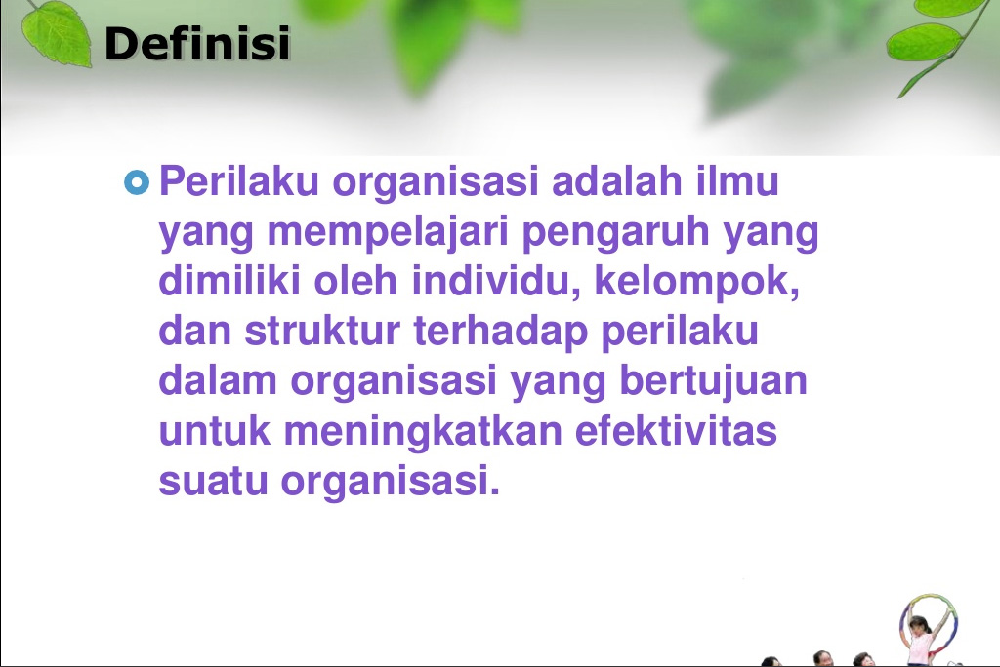 Definisi
Perilaku organisasi adalah ilmu
yang mempelajari pengaruh yang
dimiliki oleh individu, kelompok,
dan struktur terhadap perilaku
dalam organisasi yang bertujuan
untuk meningkatkan efektivitas
suatu organisasi.